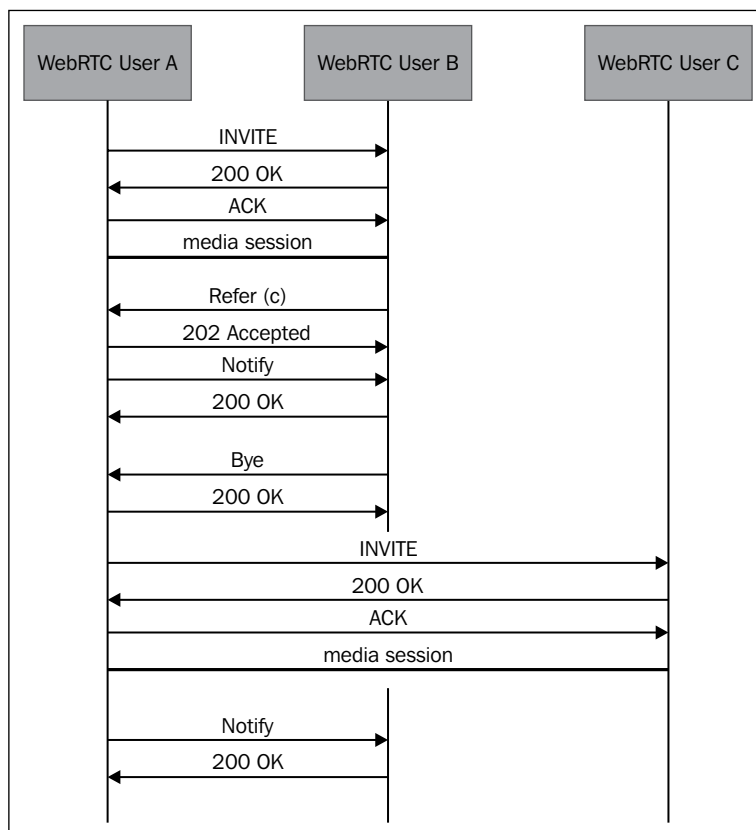 WebRTC User A
WebRTC User B
WebRTC User C
INVITE
200 OK
ACK
media session
Refer (c)
202 Accepted
Notify
200 OK
Bye
200 OK
INVITE
200 OK
ACK
media session
Notify
200 OK